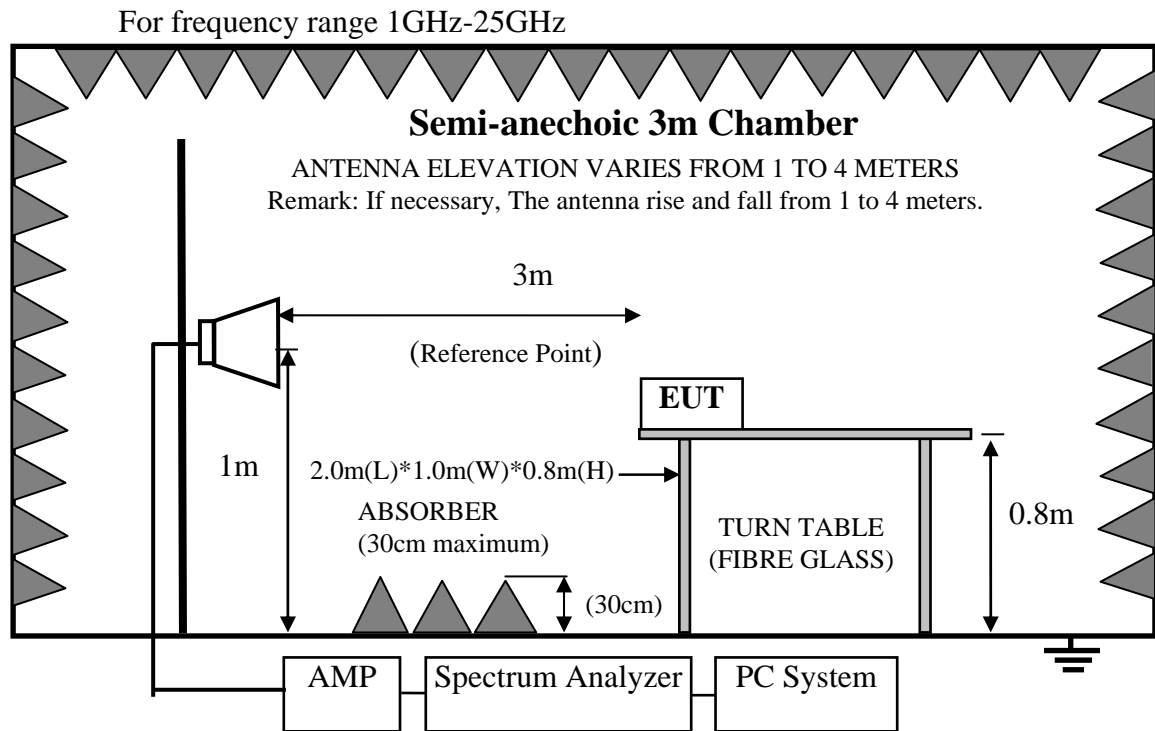 For frequency range 1GHz-25GHz
Semi-anechoic 3m Chamber
ANTENNA ELEVATION VARIES FROM 1 TO 4 METERS
Remark: If necessary, The antenna rise and fall from 1 to 4 meters.
3m
(Reference Point)
EUT
1m
2.0m(L)*1.0m(W)*0.8m(H)
ABSORBER
(30cm maximum)
TURN TABLE
(FIBRE GLASS)
0.8m
(30cm)
AMP
Spectrum Analyzer
PC System